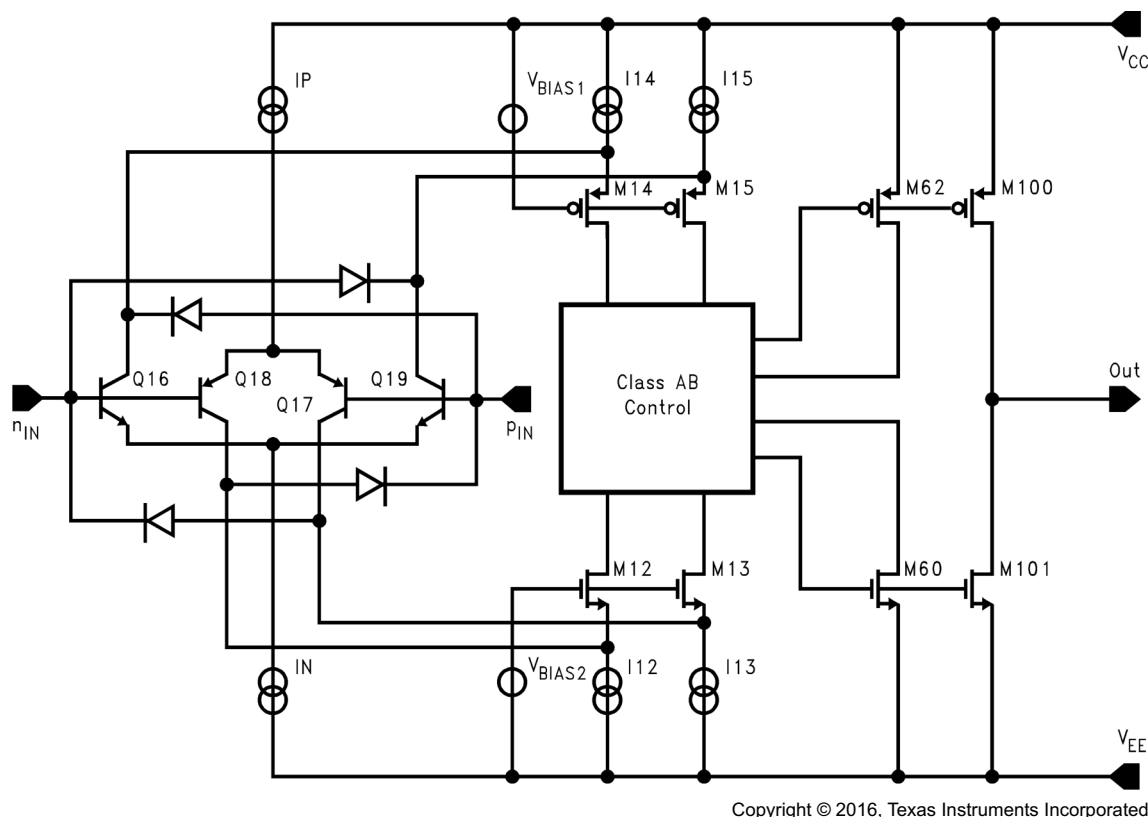 IP
VBIAS1
I14
I15
VCC
M14
M15
M62
M100
Q16
Q18
Q17
Q19
nIN
pIN
Class AB
Control
Out
M12
M13
M60
M101
IN
VBIAS2
I12
I13
VEE
Copyright © 2016, Texas Instruments Incorporated